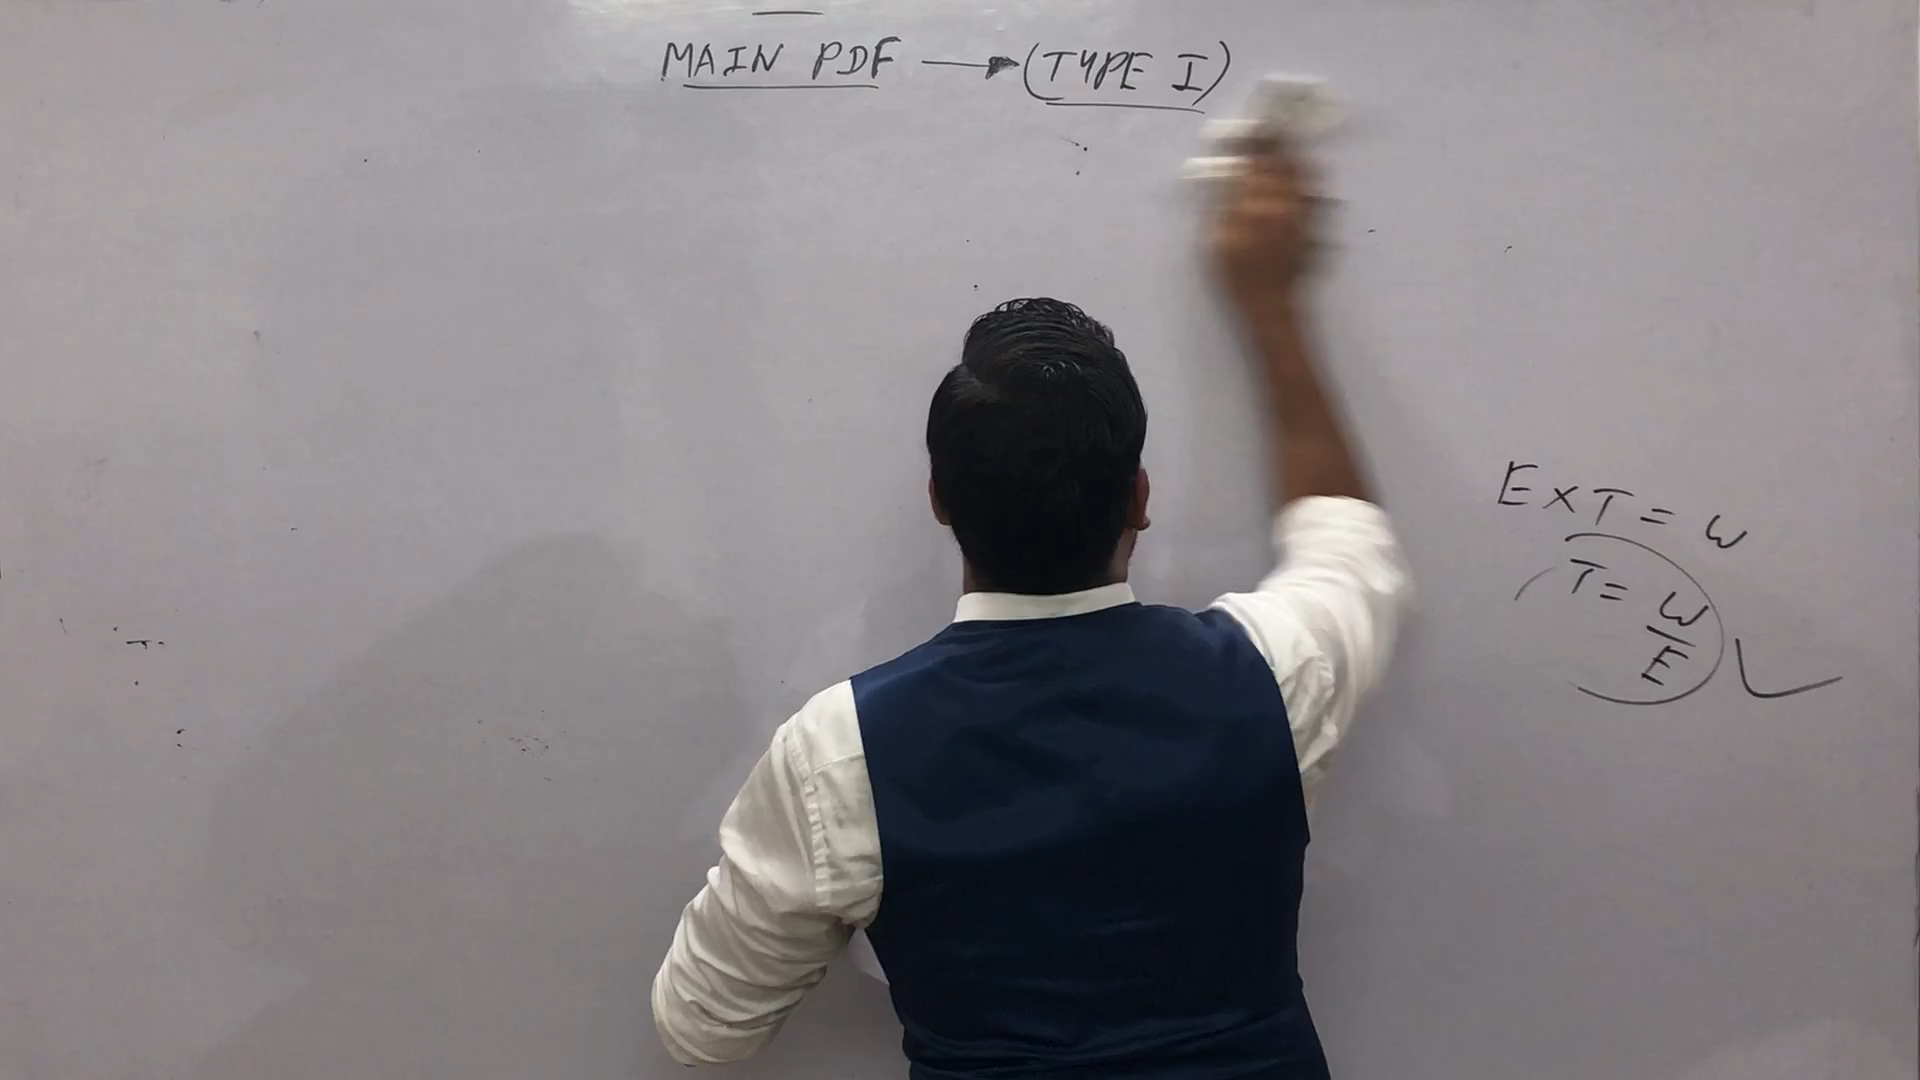 MAIN PDF → (TYPE I)
E×T = W
T = W/E